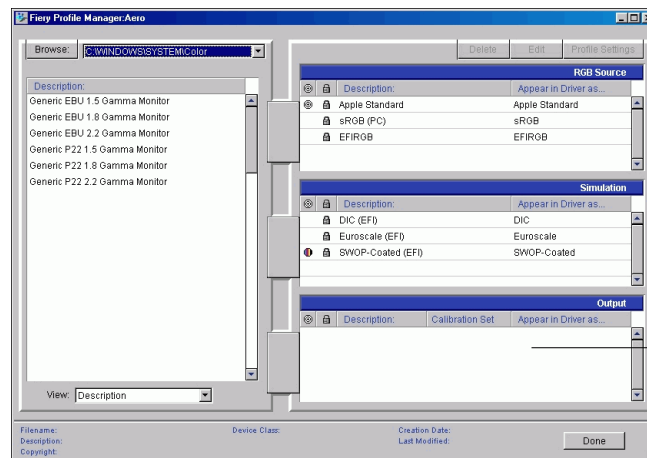 Fiery Profile Manager:Aero
Browse: C:\WINDOWS\SYSTEM\Color
Description:
Generic EBU 1.5 Gamma Monitor
Generic EBU 1.8 Gamma Monitor
Generic EBU 2.2 Gamma Monitor
Generic P22 1.5 Gamma Monitor
Generic P22 1.8 Gamma Monitor
Generic P22 2.2 Gamma Monitor
View: Description
Delete Edit Profile Settings
RGB Source
Description: Appear in Driver as...
Apple Standard Apple Standard
sRGB (PC) sRGB
EFIRGB EFIRGB
Simulation
Description: Appear in Driver as...
DIC (EFI) DIC
Euroscale (EFI) Euroscale
SWOP-Coated (EFI) SWOP-Coated
Output
Description: Calibration Set Appear in Driver as...
Filename: Device Class: Creation Date:
Description: Last Modified:
Copyright:
Done